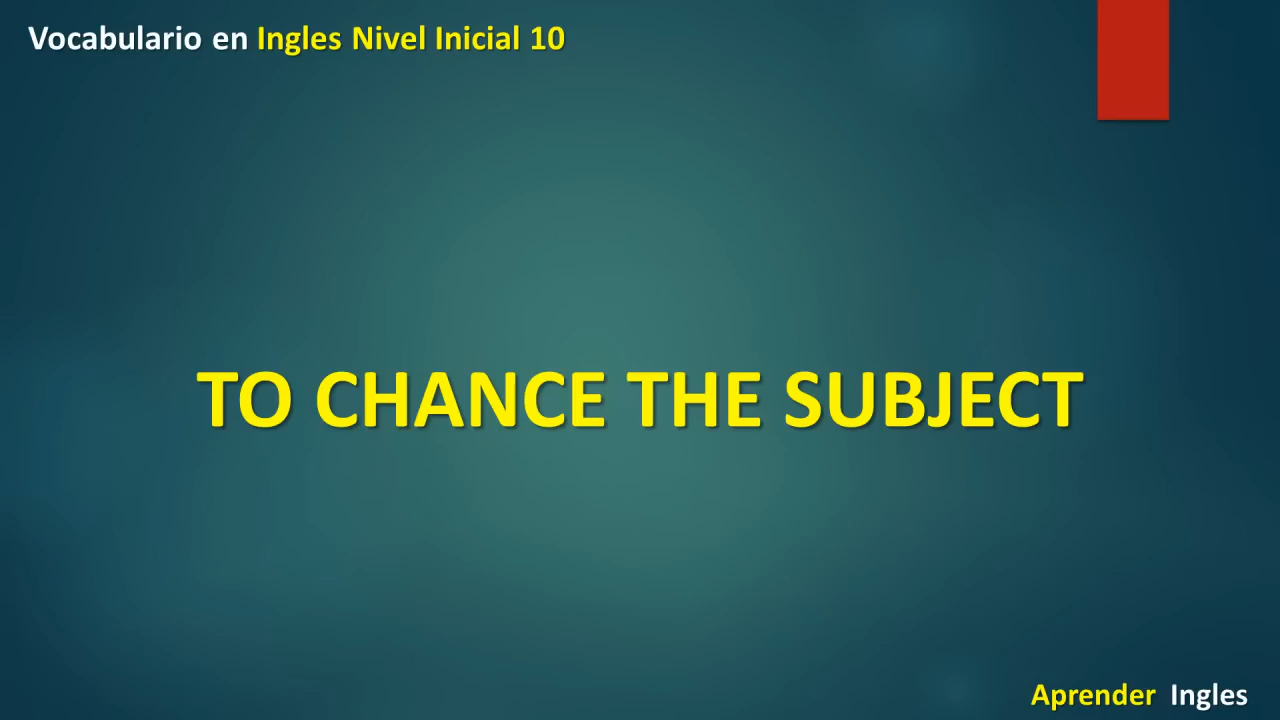 Vocabulario en Ingles Nivel Inicial 10
TO CHANCE THE SUBJECT
Aprender Ingles